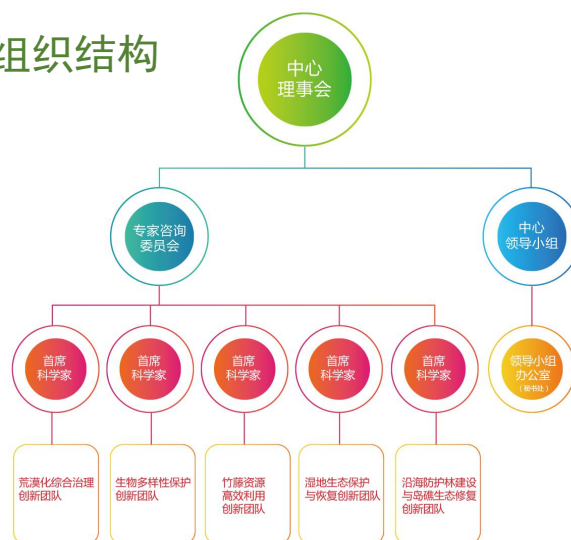 组织结构
中心
理事会
专家咨询
委员会
中心
领导小组
首席
科学家
首席
科学家
首席
科学家
首席
科学家
首席
科学家
领导小组
办公室
（秘书处）
荒漠化综合治理
创新团队
生物多样性保护
创新团队
竹藤资源
高效利用
创新团队
湿地生态保护
与恢复创新团队
沿海防护林建设
与岛礁生态修复
创新团队